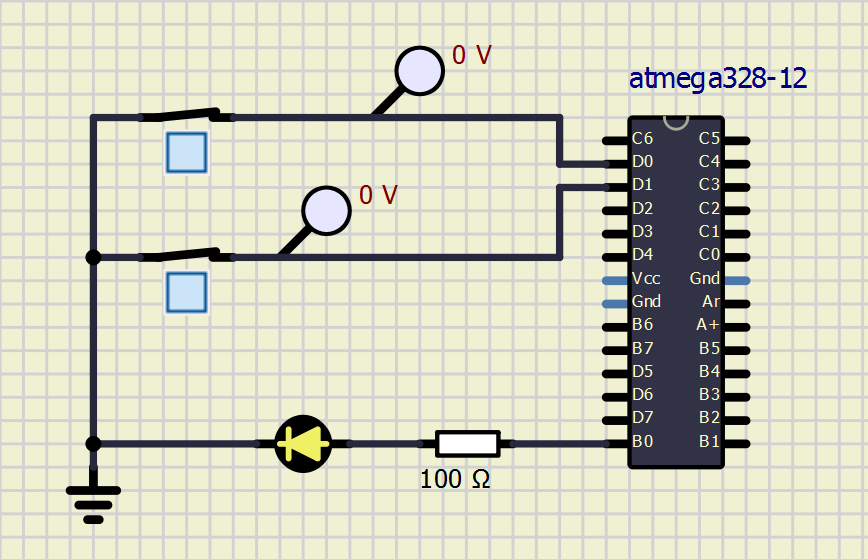 0 V
atmega328-12
C6 C5
D0 C4
0 V
D1 C3
D2 C2
D3 C1
D4 C0
Vcc Gnd
Gnd Ar
B6 A+
B7 B5
D5 B4
D6 B3
D7 B2
B0 B1
100 Ω